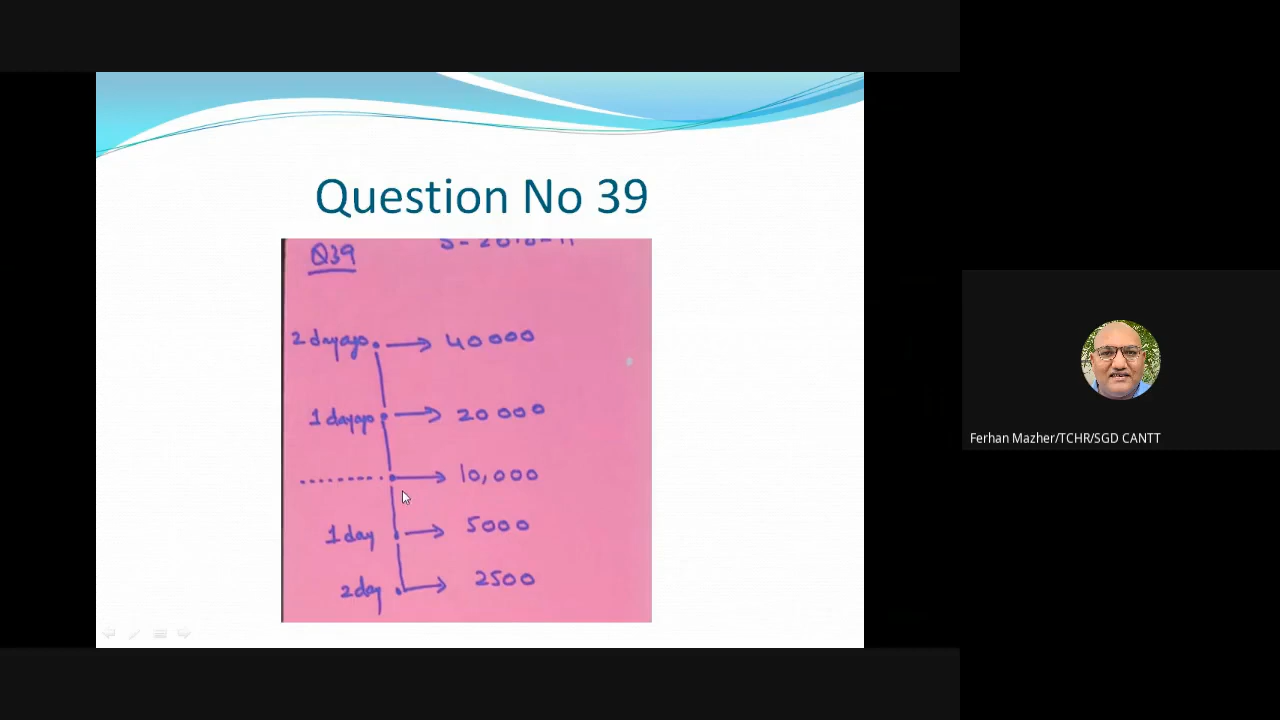 Question No 39
Q39
2 day ago → 40000
1 day ago → 20000
......... → 10,000
1 day → 5000
2 day → 2500
Ferhan Mazher/TCHR/SGD CANTT